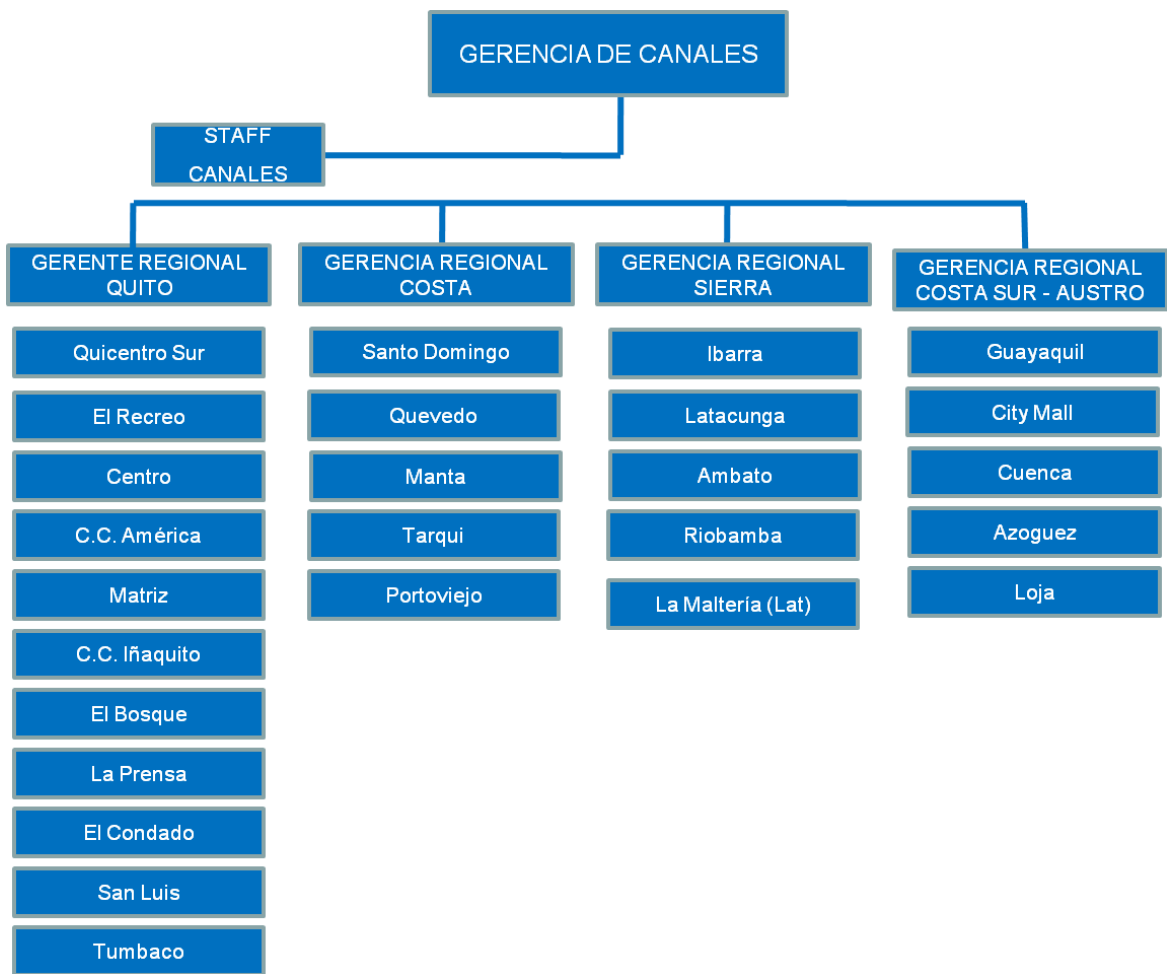 GERENCIA DE CANALES
STAFF
CANALES
GERENTE REGIONAL
QUITO
Quicentro Sur
El Recreo
Centro
C.C. América
Matriz
C.C. Iñaquito
El Bosque
La Prensa
El Condado
San Luis
Tumbaco
GERENCIA REGIONAL
COSTA
Santo Domingo
Quevedo
Manta
Tarqui
Portoviejo
GERENCIA REGIONAL
SIERRA
Ibarra
Latacunga
Ambato
Riobamba
La Maltería (Lat)
GERENCIA REGIONAL
COSTA SUR - AUSTRO
Guayaquil
City Mall
Cuenca
Azoguez
Loja